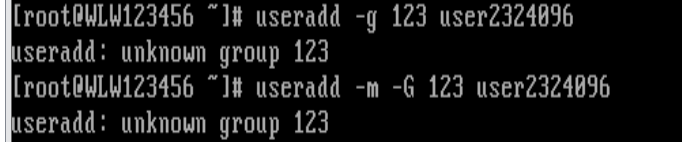 [root@WLW123456 ~]# useradd -g 123 user2324096
useradd: unknown group 123
[root@WLW123456 ~]# useradd -m -G 123 user2324096
useradd: unknown group 123